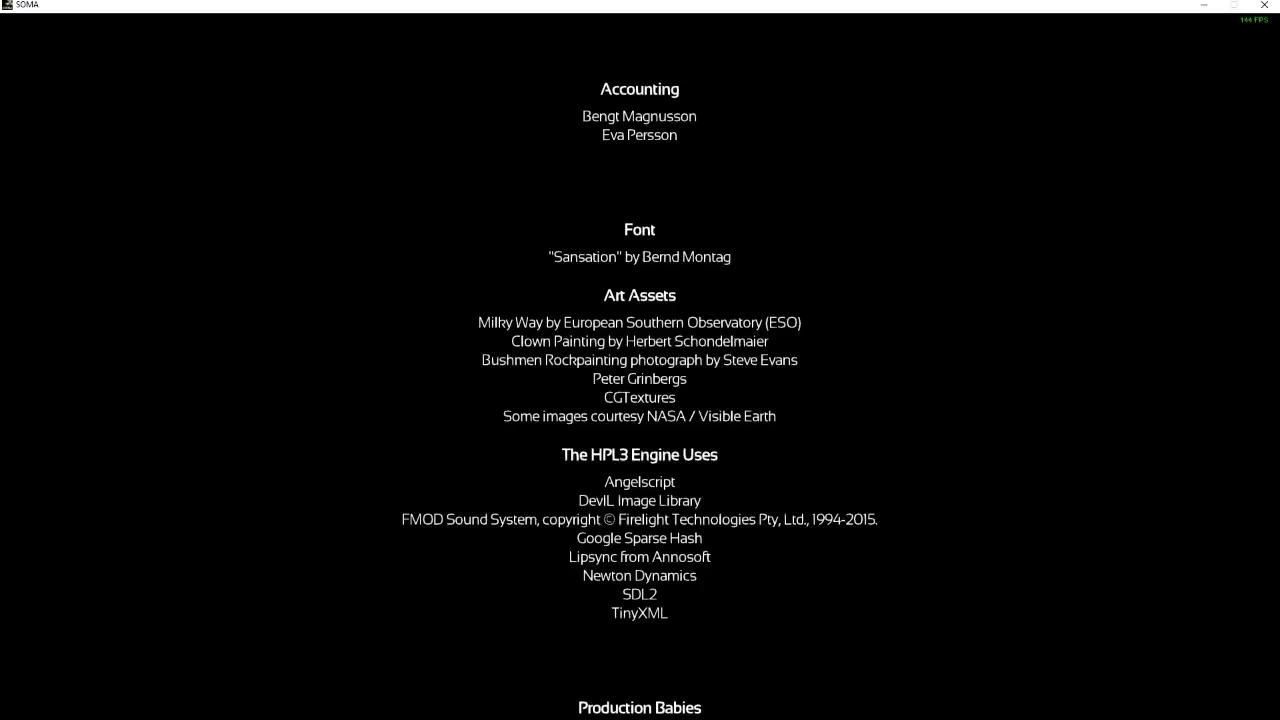 SOMA
144 FPS
Accounting
Bengt Magnusson
Eva Persson
Font
"Sansation" by Bernd Montag
Art Assets
Milky Way by European Southern Observatory (ESO)
Clown Painting by Herbert Schondelmaier
Bushmen Rockpainting photograph by Steve Evans
Peter Grinbergs
CGTextures
Some images courtesy NASA / Visible Earth
The HPL3 Engine Uses
Angelscript
DevIL Image Library
FMOD Sound System, copyright © Firelight Technologies Pty, Ltd., 1994-2015.
Google Sparse Hash
Lipsync from Annosoft
Newton Dynamics
SDL2
TinyXML
Production Babies